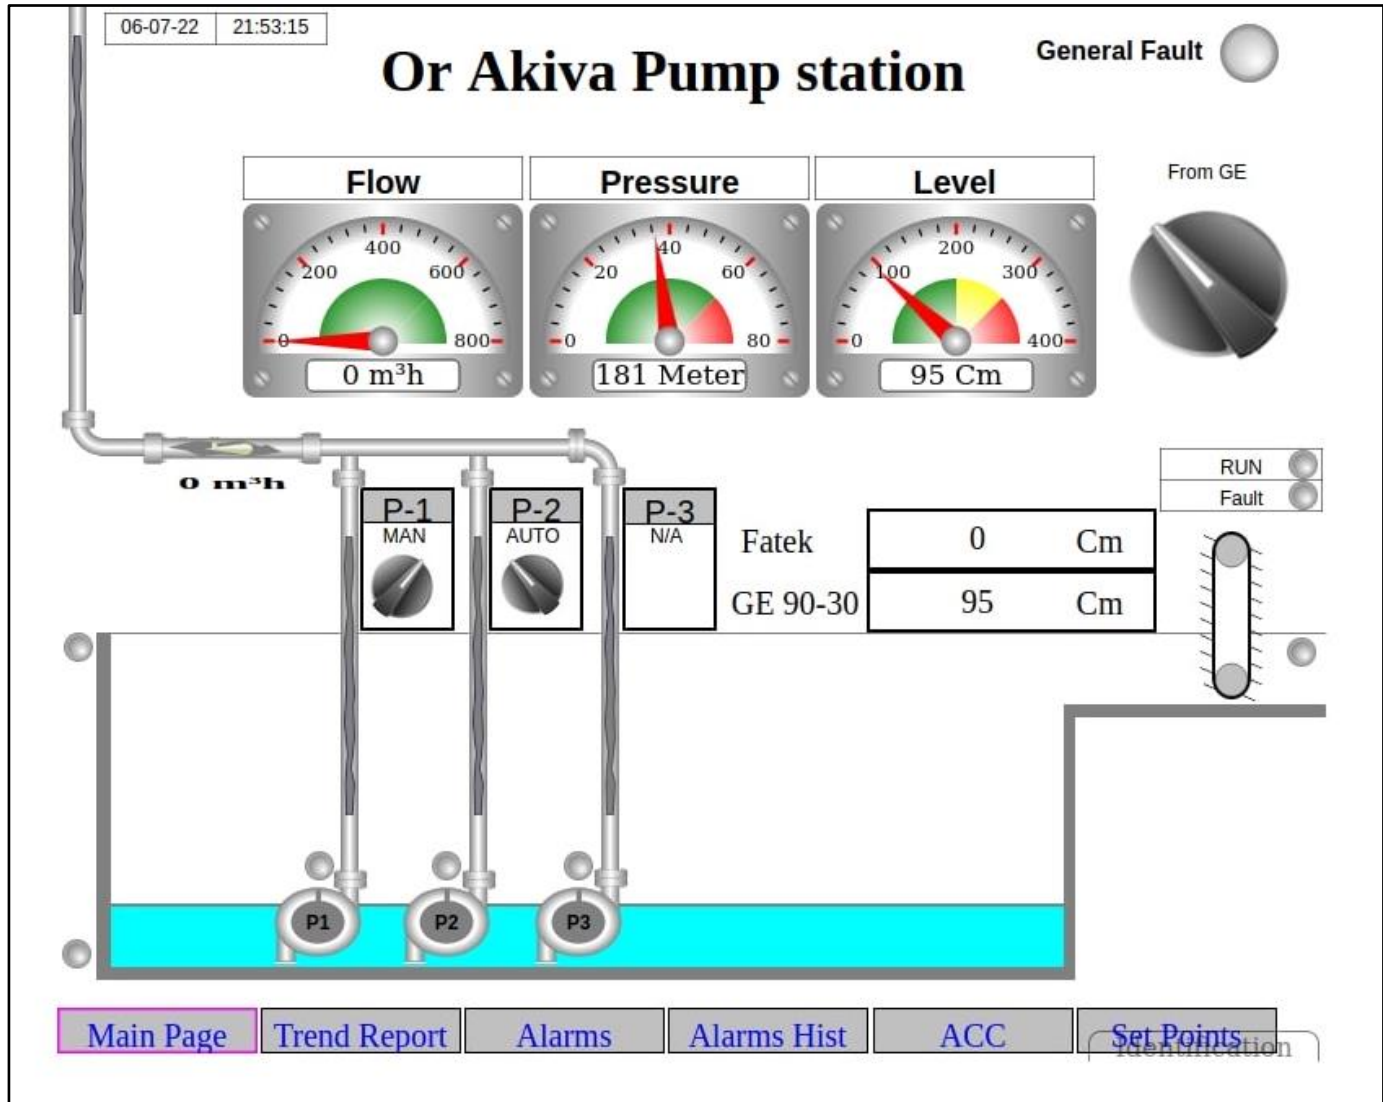 06-07-22 21:53:15
Or Akiva Pump station
General Fault
Flow Pressure Level
From GE
0 200 400 600 800
0 m³h
0 20 40 60 80
181 Meter
0 100 200 300 400
95 Cm
0 m³h
RUN
Fault
P-1
MAN
P-2
AUTO
P-3
N/A
Fatek 0 Cm
GE 90-30 95 Cm
P1 P2 P3
Main Page Trend Report Alarms Alarms Hist ACC Set Points
Identification